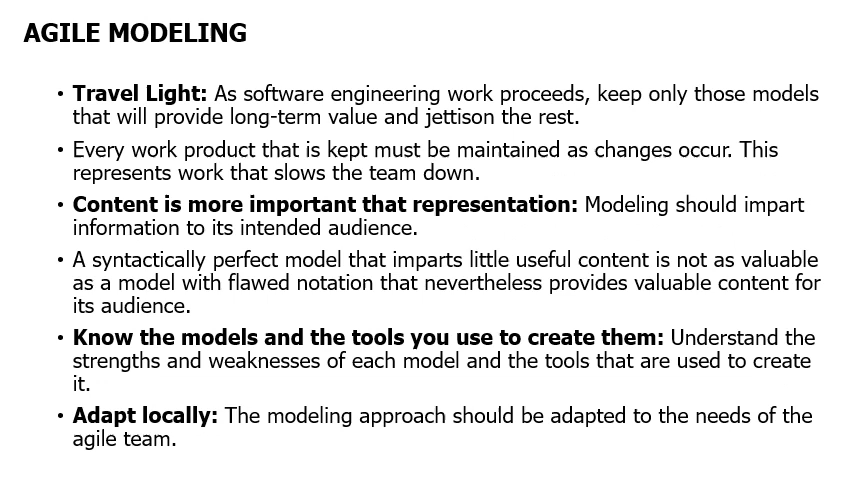 AGILE MODELING
• Travel Light: As software engineering work proceeds, keep only those models
that will provide long-term value and jettison the rest.
• Every work product that is kept must be maintained as changes occur. This
represents work that slows the team down.
• Content is more important that representation: Modeling should impart
information to its intended audience.
• A syntactically perfect model that imparts little useful content is not as valuable
as a model with flawed notation that nevertheless provides valuable content for
its audience.
• Know the models and the tools you use to create them: Understand the
strengths and weaknesses of each model and the tools that are used to create
it.
• Adapt locally: The modeling approach should be adapted to the needs of the
agile team.